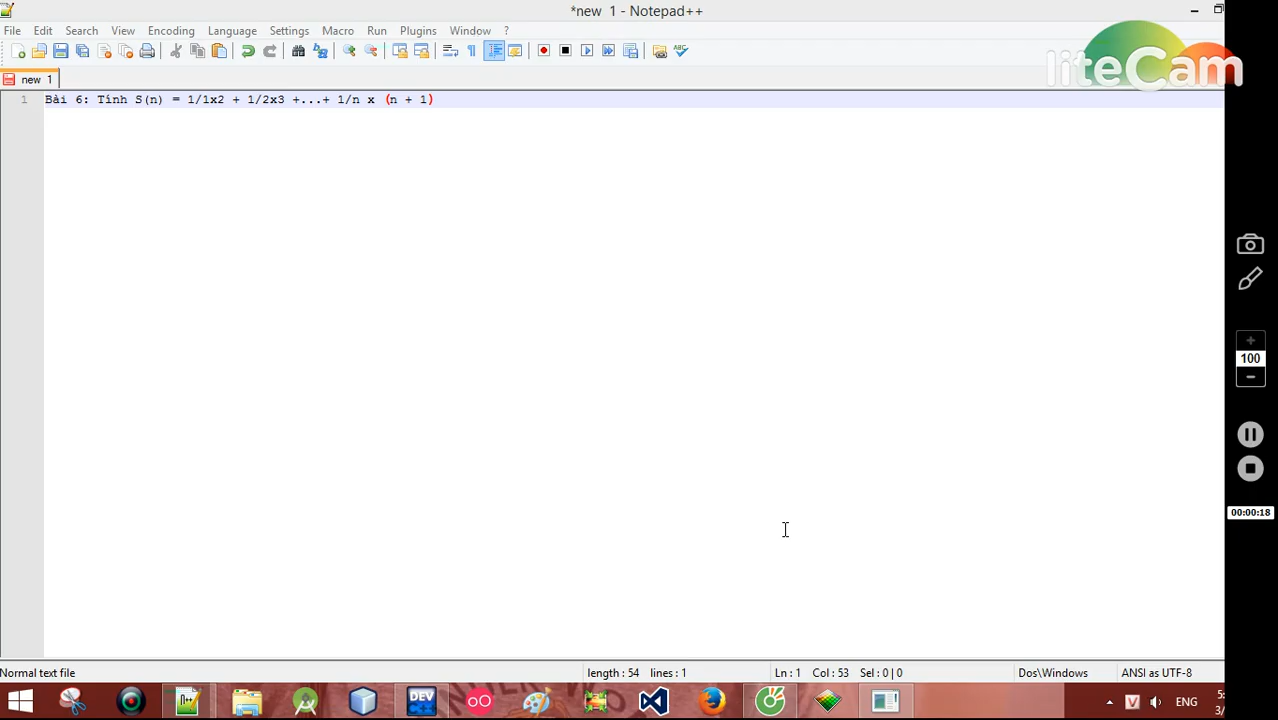 *new 1 - Notepad++
File Edit Search View Encoding Language Settings Macro Run Plugins Window ?
liteCam
new 1
1 Bài 6: Tính S(n) = 1/1x2 + 1/2x3 +...+ 1/n x (n + 1)
100
00:00:18
Normal text file length : 54 lines : 1 Ln : 1 Col : 53 Sel : 0 | 0 Dos\Windows ANSI as UTF-8
DEV C++
V ENG